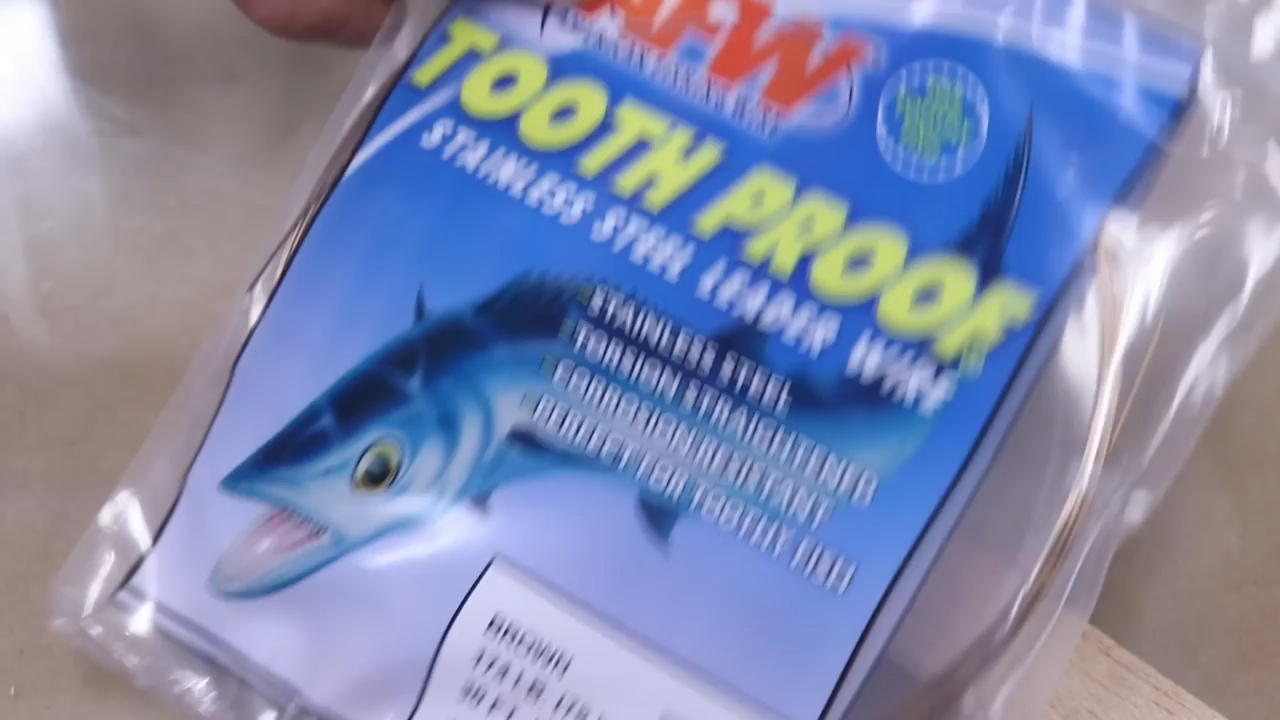 AFW
TOOTH PROOF
STAINLESS STEEL LEADER WIRE
STAINLESS STEEL
TORSION STRAIGHTENED
CORROSION RESISTANT
PERFECT FOR TOOTHY FISH
BROWN